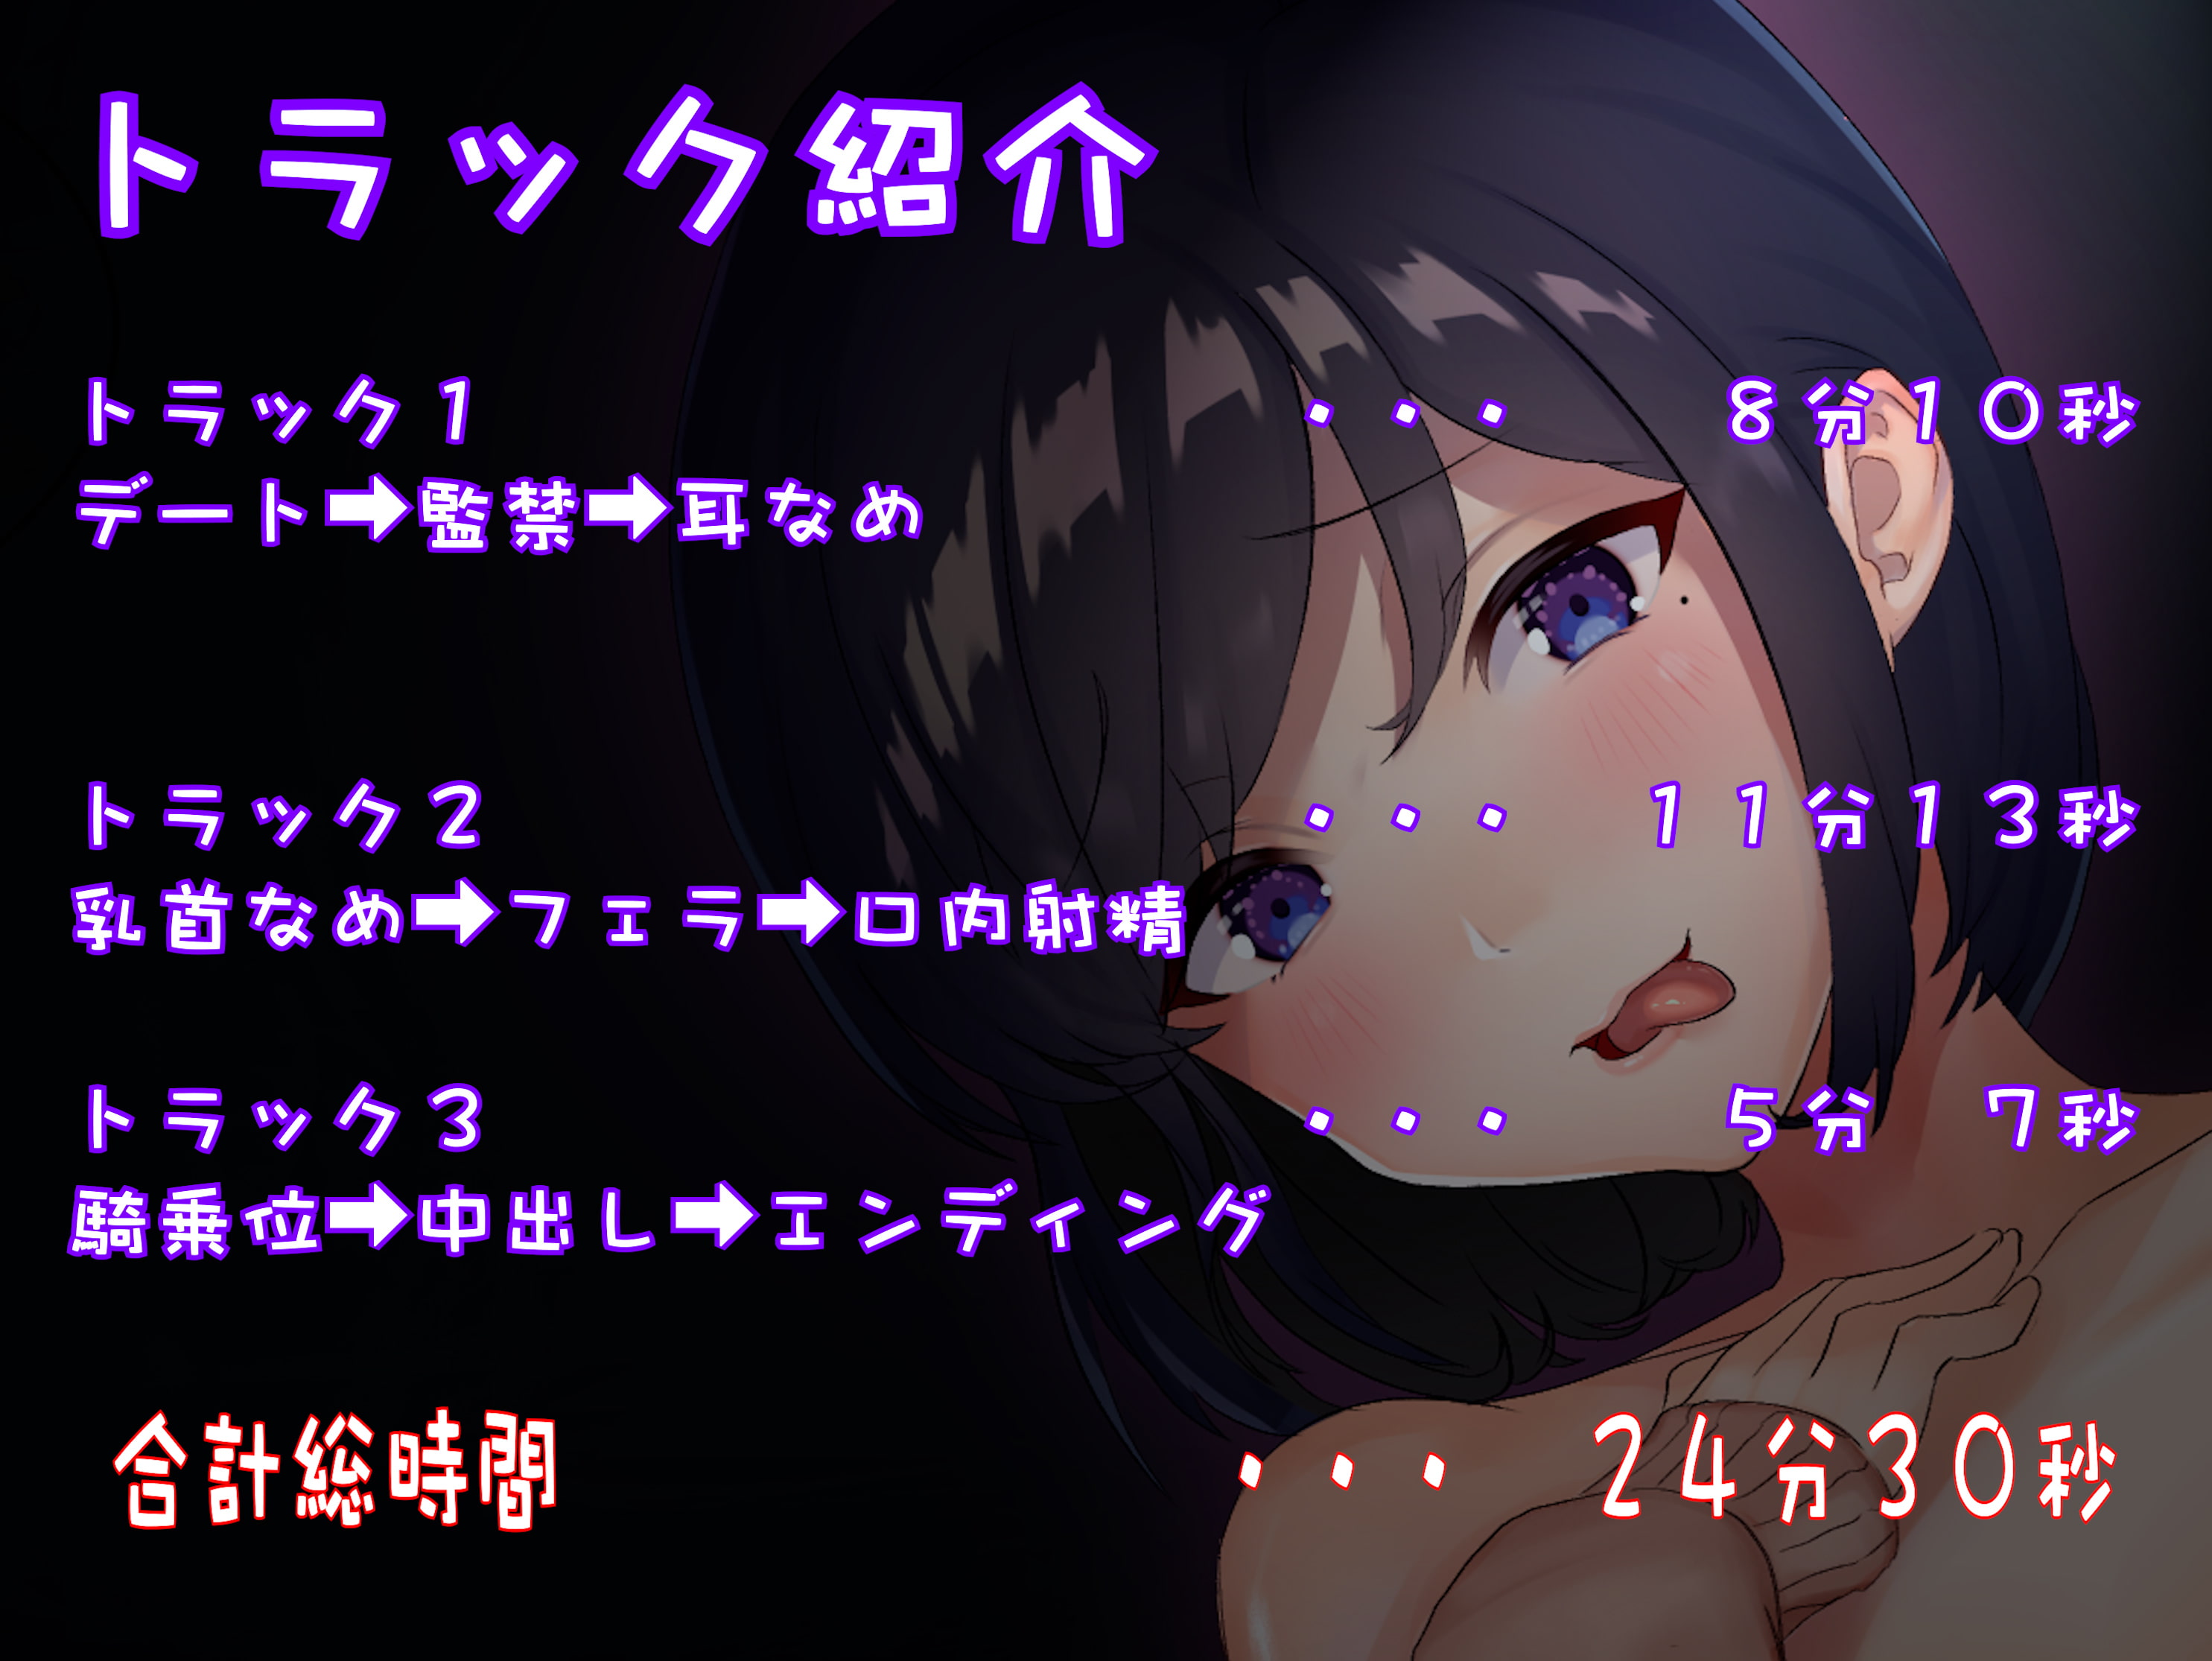 トラック紹介
トラック1 ・・・ 8分10秒
デート➡監禁➡耳なめ
トラック2 ・・・ 11分13秒
乳首なめ➡フェラ➡口内射精
トラック3 ・・・ 5分 7秒
騎乗位➡中出し➡エンディング
合計総時間 ・・・ 24分30秒